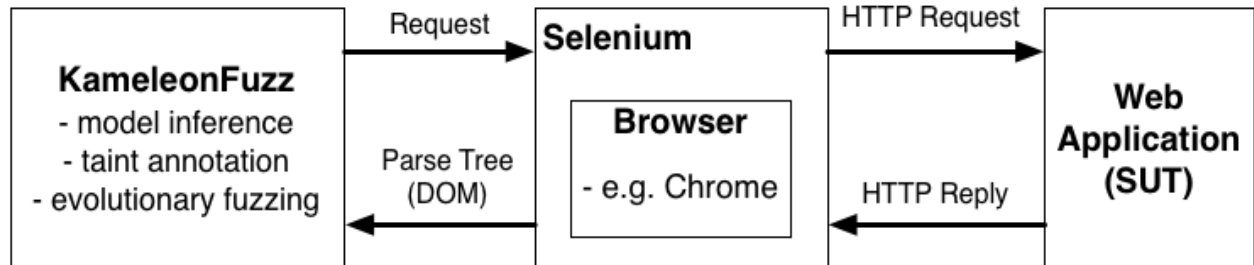 KameleonFuzz
- model inference
- taint annotation
- evolutionary fuzzing
Request
Parse Tree
(DOM)
Selenium
Browser
- e.g. Chrome
HTTP Request
HTTP Reply
Web
Application
(SUT)